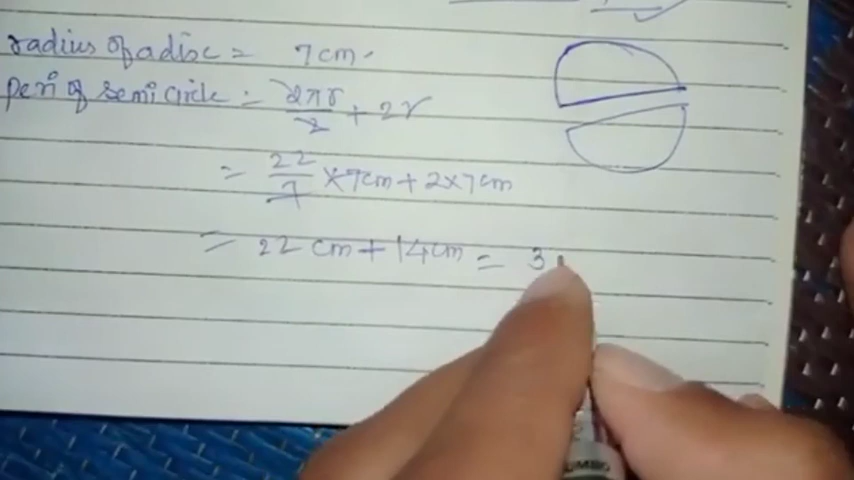 radius of a disc = 7cm.
peri of semicircle = 2πr/2 + 2r
= 22/7 × 7cm + 2×7cm
= 22 cm + 14cm = 3
UMBO